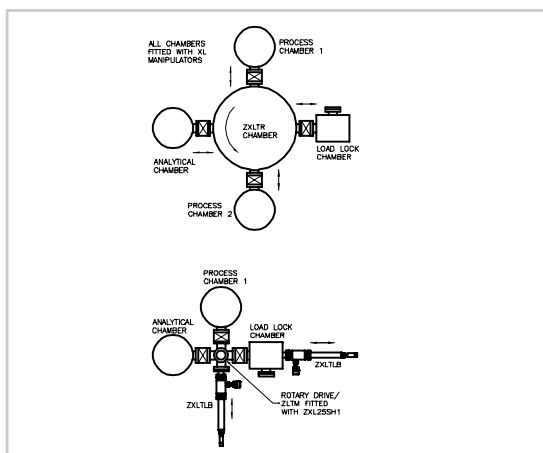 ALL CHAMBERS
FITTED WITH XL
MANIPULATORS
PROCESS
CHAMBER 1
ZXLTR
CHAMBER
LOAD LOCK
CHAMBER
ANALYTICAL
CHAMBER
PROCESS
CHAMBER 2
PROCESS
CHAMBER 1
ANALYTICAL
CHAMBER
LOAD LOCK
CHAMBER
ZXLTLB
ZXLTLB
ROTARY DRIVE/
ZLTM FITTED
WITH ZXL25SH1